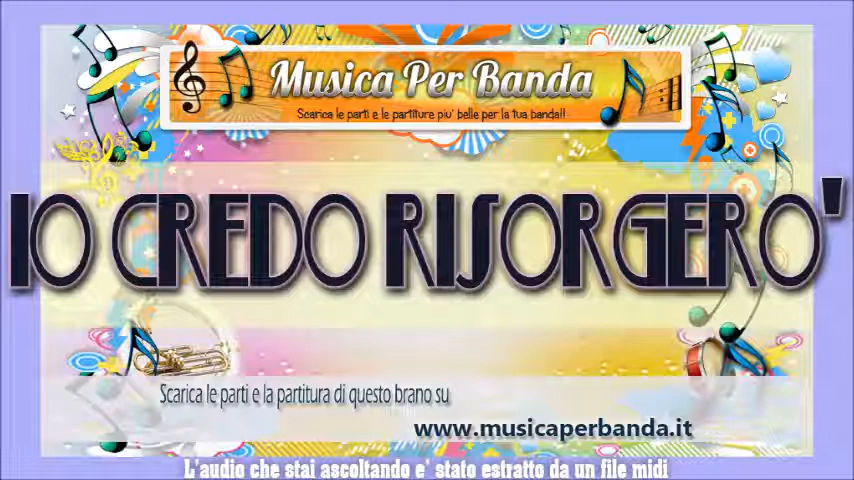 Musica Per Banda
Scarica le parti e le partiture piu' belle per la tua banda!!
IO CREDO RISORGERO'
Scarica le parti e la partitura di questo brano su
www.musicaperbanda.it
L'audio che stai ascoltando e' stato estratto da un file midi